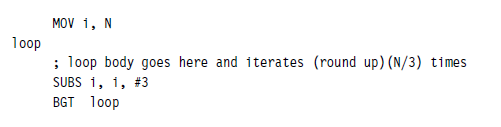 MOV i, N
loop
; loop body goes here and iterates (round up)(N/3) times
SUBS i, i, #3
BGT loop